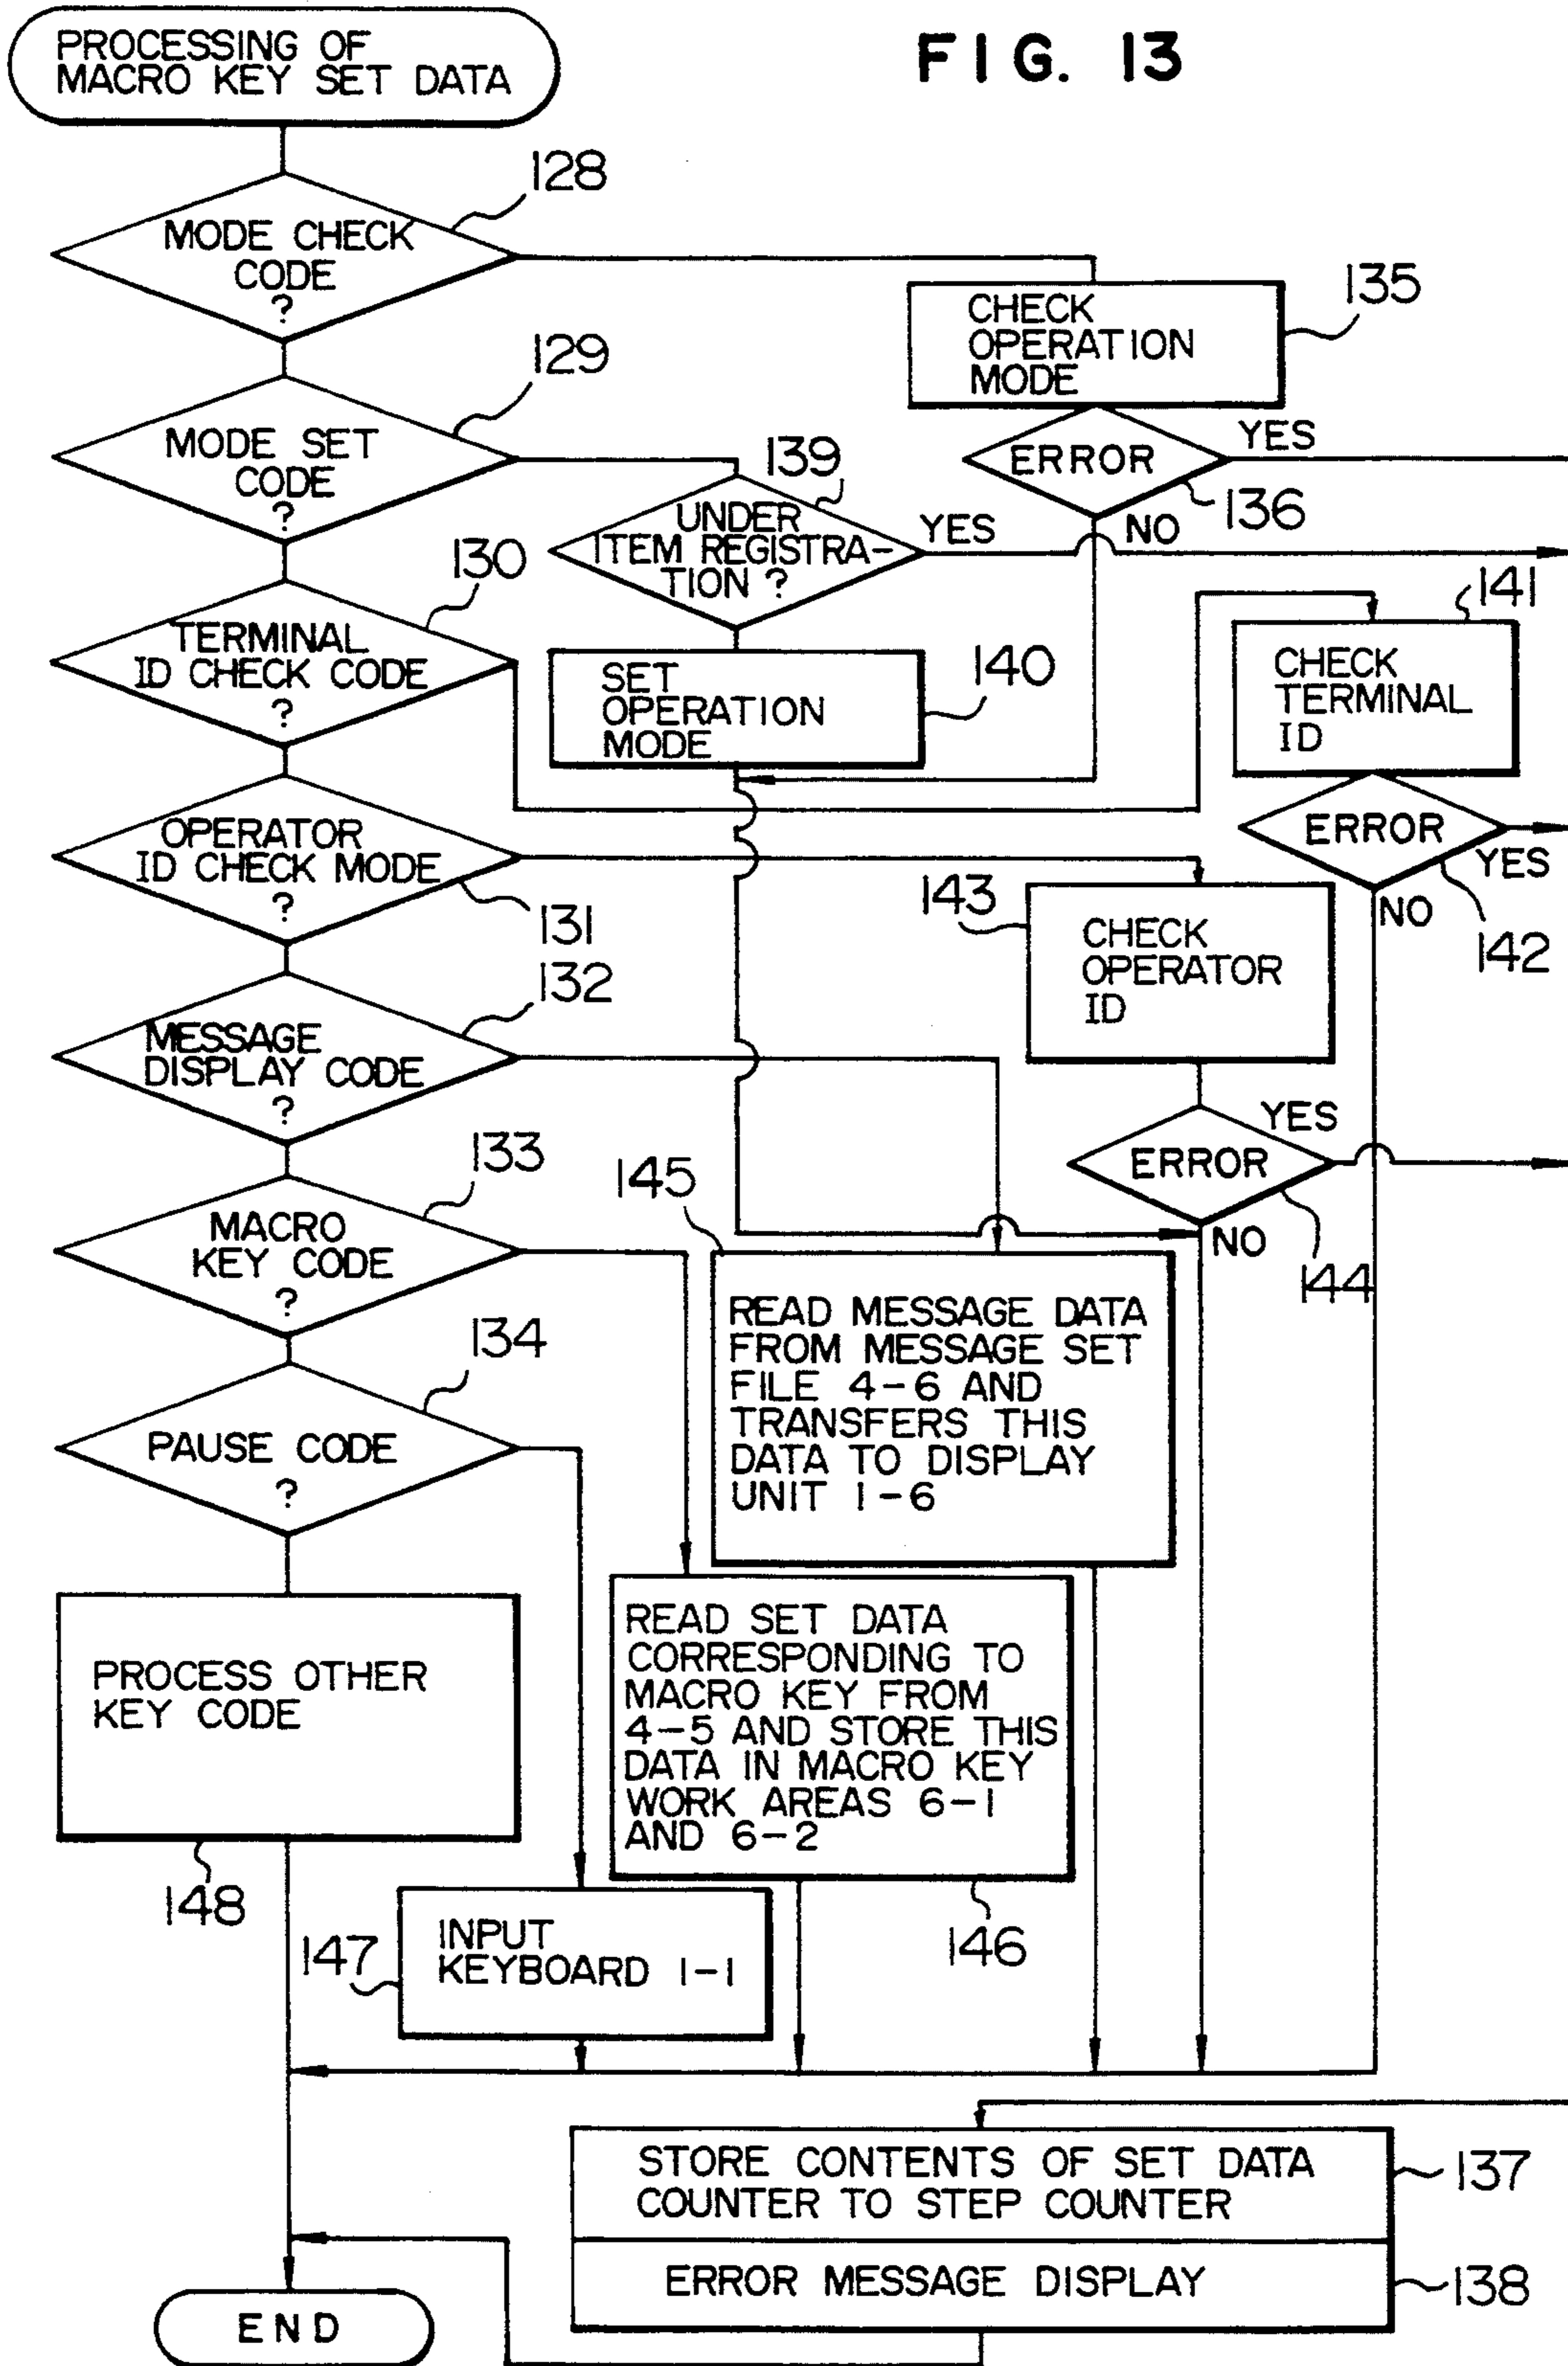 PROCESSING OF
MACRO KEY SET DATA
FIG. 13
128
MODE CHECK
CODE
?
135
CHECK
OPERATION
MODE
129
MODE SET
CODE
?
139
UNDER
ITEM REGISTRA-
TION ?
YES
ERROR
YES
136
NO
130
TERMINAL
ID CHECK CODE
?
SET
OPERATION
MODE
140
141
CHECK
TERMINAL
ID
ERROR
YES
NO
142
OPERATOR
ID CHECK MODE
?
131
143
CHECK
OPERATOR
ID
132
MESSAGE
DISPLAY CODE
?
YES
ERROR
NO
144
133
MACRO
KEY CODE
?
145
READ MESSAGE DATA
FROM MESSAGE SET
FILE 4-6 AND
TRANSFERS THIS
DATA TO DISPLAY
UNIT 1-6
134
PAUSE CODE
?
READ SET DATA
CORRESPONDING TO
MACRO KEY FROM
4-5 AND STORE THIS
DATA IN MACRO KEY
WORK AREAS 6-1
AND 6-2
146
PROCESS OTHER
KEY CODE
148
147
INPUT
KEYBOARD 1-1
STORE CONTENTS OF SET DATA
COUNTER TO STEP COUNTER
137
ERROR MESSAGE DISPLAY
138
END